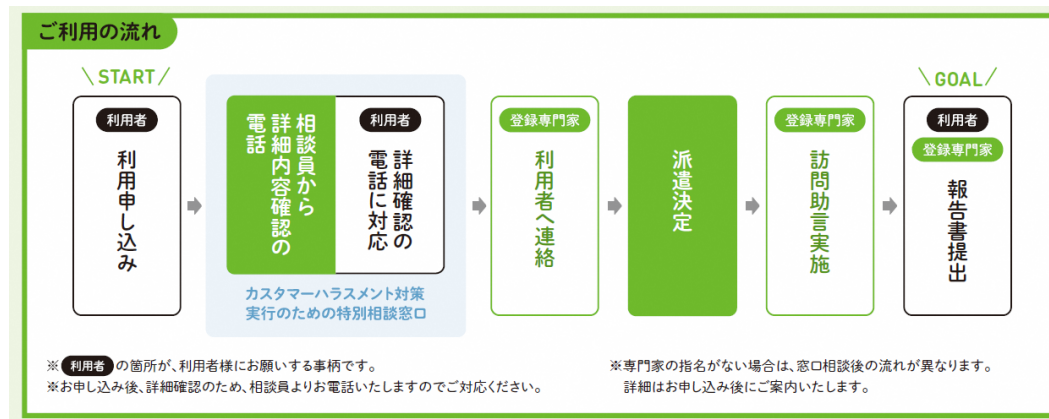 ご利用の流れ
START
利用者
利用申し込み
相談員から
詳細内容確認の
電話
利用者
詳細確認の
電話に対応
カスタマーハラスメント対策
実行のための特別相談窓口
登録専門家
利用者へ連絡
派遣決定
登録専門家
訪問助言実施
GOAL
利用者
登録専門家
報告書提出
※利用者の箇所が、利用者様にお願いする事柄です。
※お申し込み後、詳細確認のため、相談員よりお電話いたしますのでご対応ください。
※専門家の指名がない場合は、窓口相談後の流れが異なります。
詳細はお申し込み後にご案内いたします。